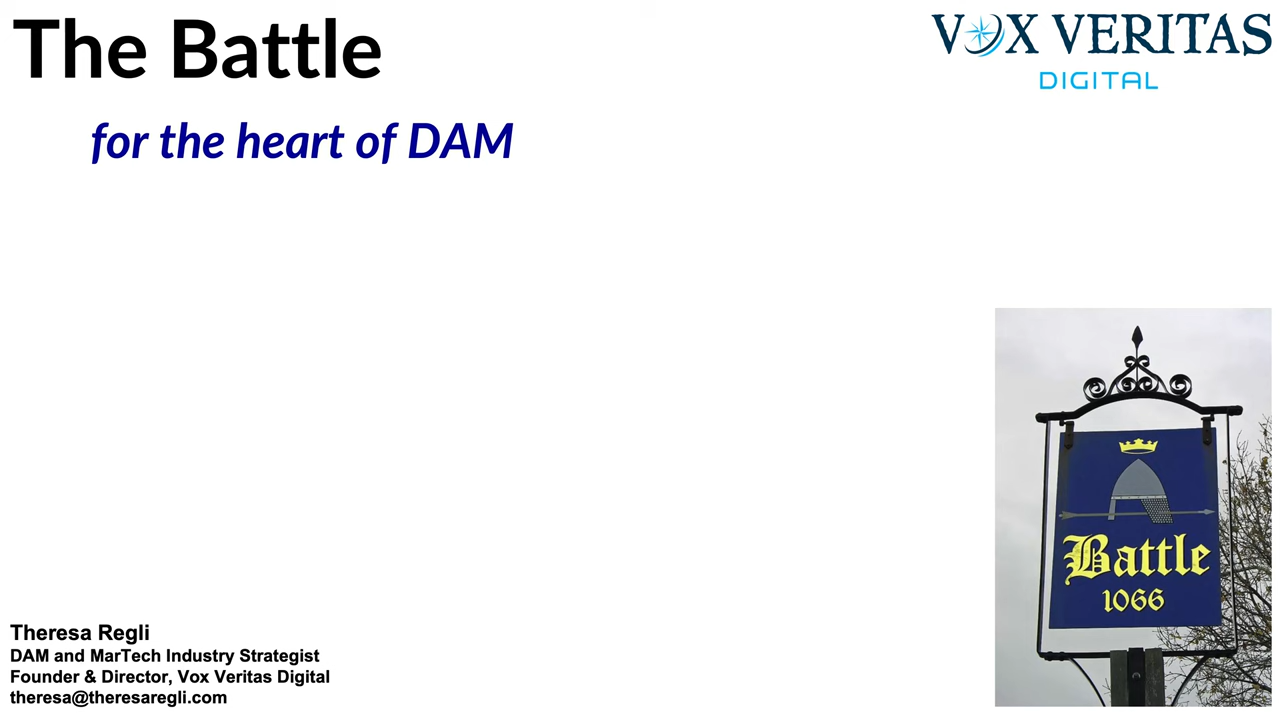 The Battle
for the heart of DAM
VOX VERITAS
DIGITAL
Battle
1066
Theresa Regli
DAM and MarTech Industry Strategist
Founder & Director, Vox Veritas Digital
theresa@theresaregli.com